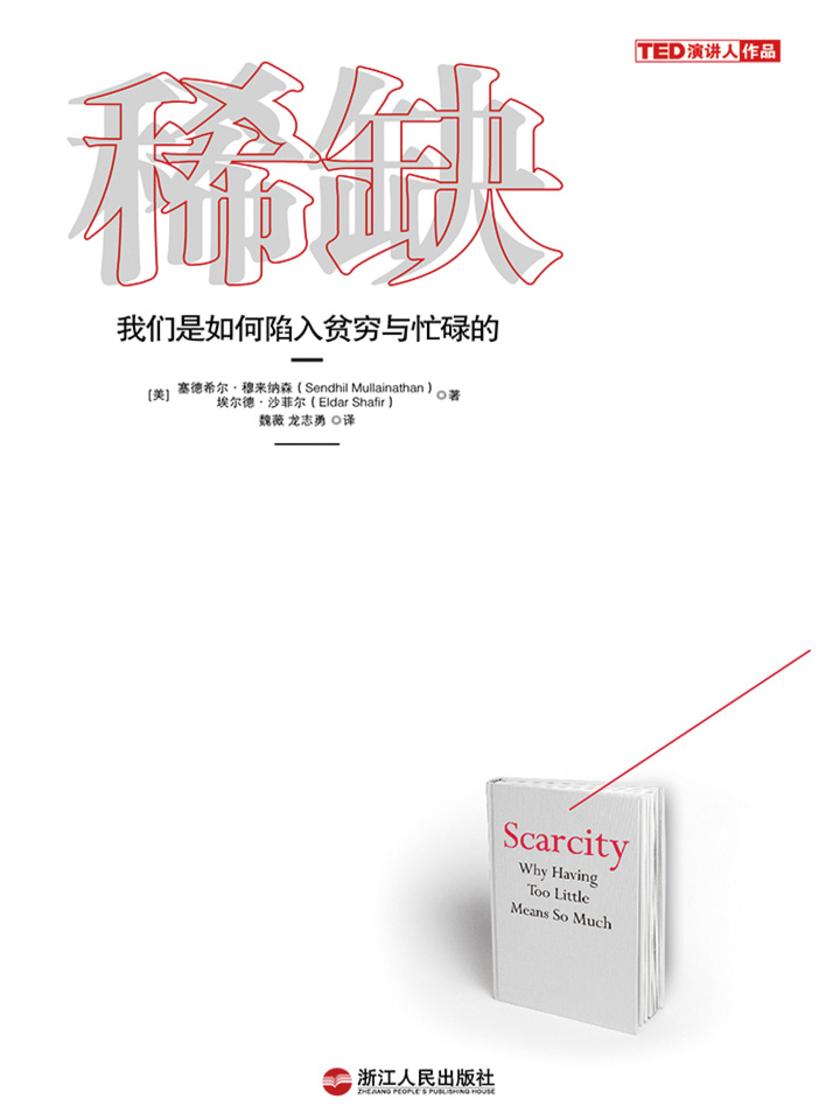 TED演讲人作品
稀缺
我们是如何陷入贫穷与忙碌的
[美] 塞德希尔·穆来纳森（Sendhil Mullainathan）
埃尔德·沙菲尔（Eldar Shafir） ◎著
魏薇 龙志勇 ◎译
Scarcity
Why Having
Too Little
Means So Much
浙江人民出版社
ZHEJIANG PEOPLE'S PUBLISHING HOUSE